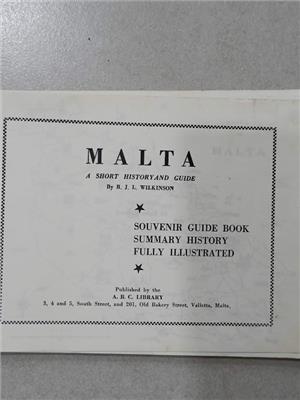 MALTA
A SHORT HISTORYAND GUIDE
By B. J. L. WILKINSON
SOUVENIR GUIDE BOOK
SUMMARY HISTORY
FULLY ILLUSTRATED
Published by the
A. B. C. LIBRARY
3, 4 and 5, South Street, and 201, Old Bakery Street, Valletta, Malta.